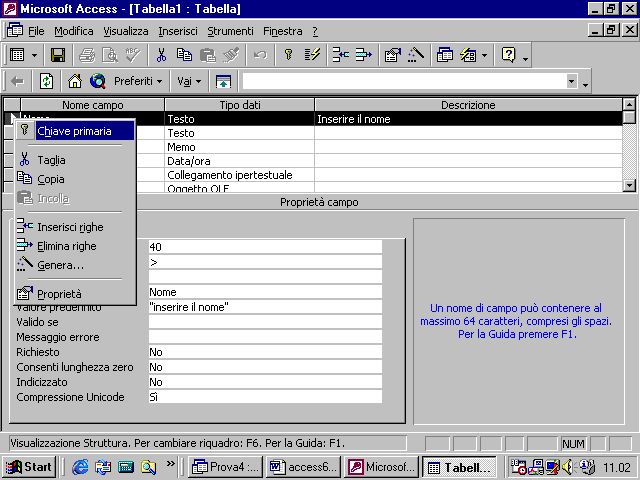 Microsoft Access - [Tabella1 : Tabella]
File Modifica Visualizza Inserisci Strumenti Finestra ?
Preferiti Vai
Nome campo Tipo dati Descrizione
Testo Inserire il nome
Testo
Memo
Data/ora
Collegamento ipertestuale
Oggetto OLE
Chiave primaria
Taglia
Copia
Incolla
Inserisci righe
Elimina righe
Genera...
Proprietà
Proprietà campo
40
>
Nome
Valore predefinito "inserire il nome"
Valido se
Messaggio errore
Richiesto No
Consenti lunghezza zero No
Indicizzato No
Compressione Unicode Sì
Un nome di campo può contenere al
massimo 64 caratteri, compresi gli spazi.
Per la Guida premere F1.
Visualizzazione Struttura. Per cambiare riquadro: F6. Per la Guida: F1. NUM
Start » Prova4 :... access6... Microsof... Tabell... 11.02